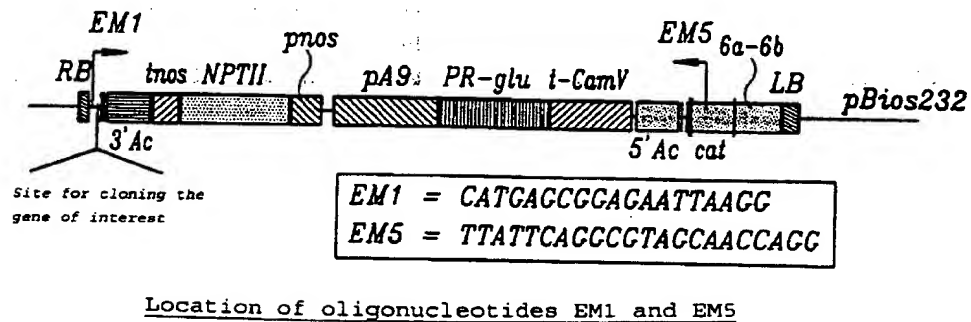 EM1
pnos
EM5
6a-6b
RB
tnos NPTII
pA9
PR-glu
t-CamV
LB
pBios232
3'Ac
5'Ac cat
Site for cloning the
gene of interest
EM1 = CATGAGCGGAGAATTAAGG
EM5 = TTATTCAGGCGTAGCAACCAGG
Location of oligonucleotides EM1 and EM5